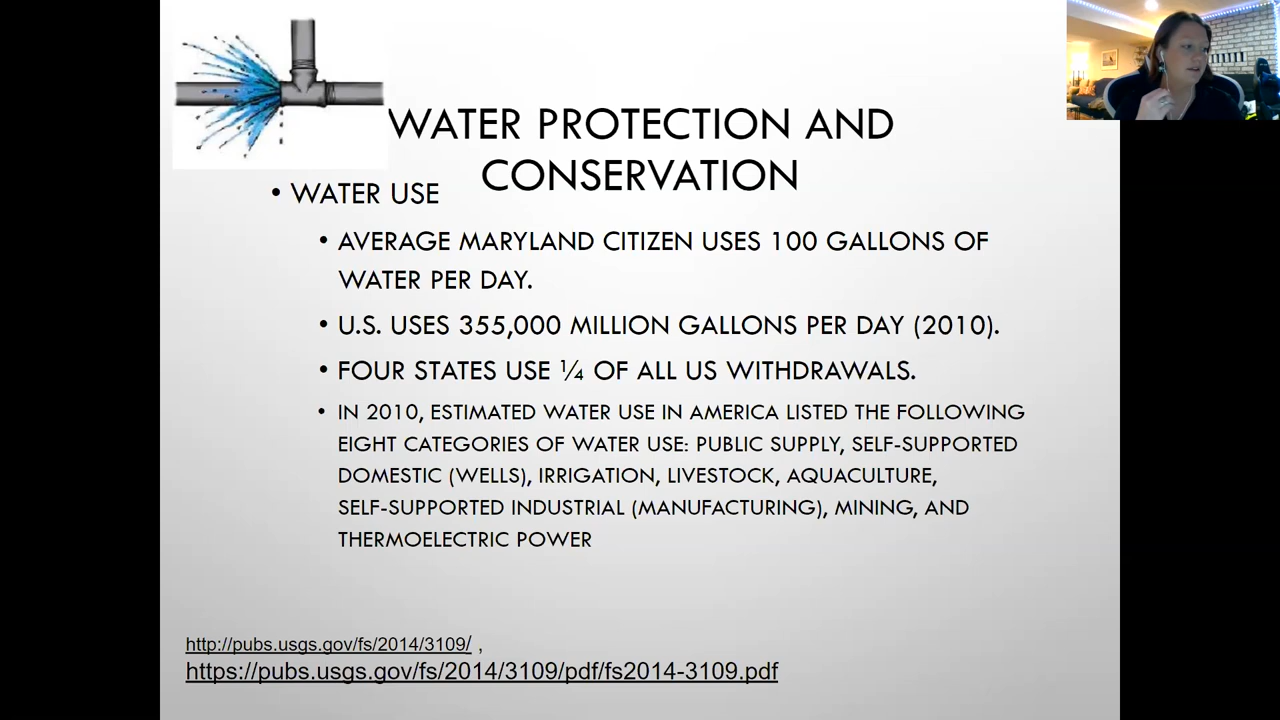 WATER PROTECTION AND
CONSERVATION
• WATER USE
• AVERAGE MARYLAND CITIZEN USES 100 GALLONS OF
WATER PER DAY.
• U.S. USES 355,000 MILLION GALLONS PER DAY (2010).
• FOUR STATES USE ¼ OF ALL US WITHDRAWALS.
• IN 2010, ESTIMATED WATER USE IN AMERICA LISTED THE FOLLOWING
EIGHT CATEGORIES OF WATER USE: PUBLIC SUPPLY, SELF-SUPPORTED
DOMESTIC (WELLS), IRRIGATION, LIVESTOCK, AQUACULTURE,
SELF-SUPPORTED INDUSTRIAL (MANUFACTURING), MINING, AND
THERMOELECTRIC POWER
http://pubs.usgs.gov/fs/2014/3109/ ,
https://pubs.usgs.gov/fs/2014/3109/pdf/fs2014-3109.pdf